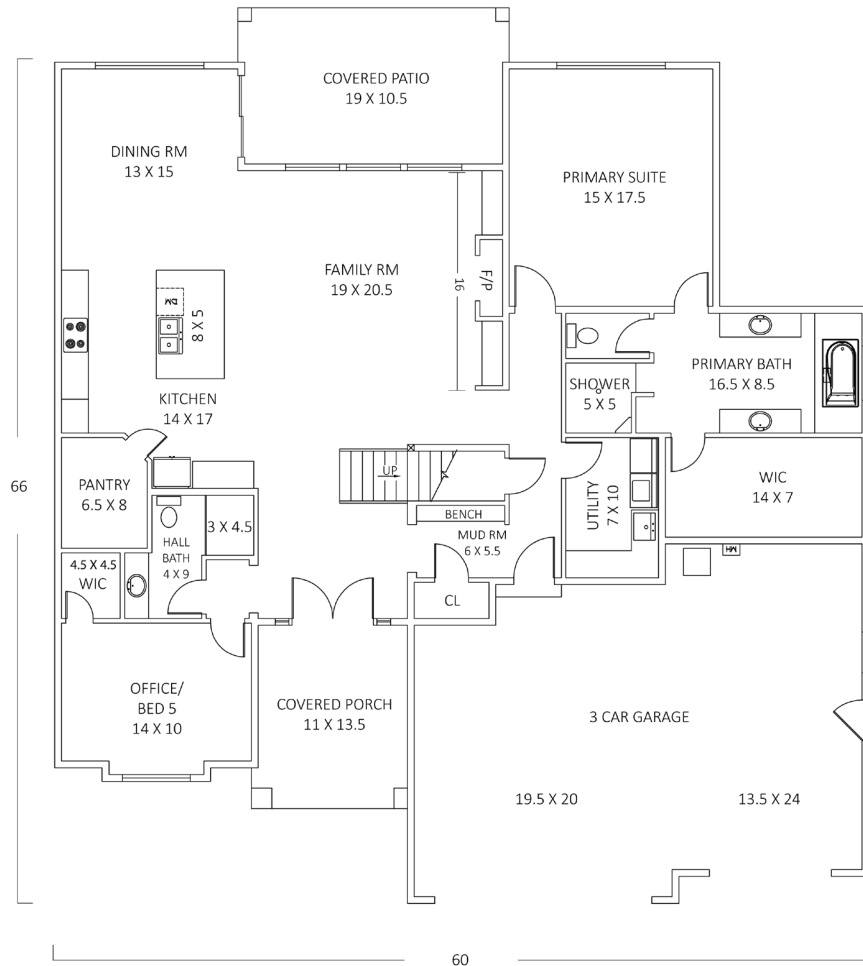 COVERED PATIO
19 X 10.5
DINING RM
13 X 15
PRIMARY SUITE
15 X 17.5
FAMILY RM
19 X 20.5
16
F/P
DW
8 X 5
KITCHEN
14 X 17
PRIMARY BATH
16.5 X 8.5
SHOWER
5 X 5
66
PANTRY
6.5 X 8
UP
WIC
14 X 7
UTILITY
7 X 10
BENCH
MUD RM
6 X 5.5
3 X 4.5
HALL
BATH
4 X 9
4.5 X 4.5
WIC
WH
CL
OFFICE/
BED 5
14 X 10
COVERED PORCH
11 X 13.5
3 CAR GARAGE
19.5 X 20
13.5 X 24
60